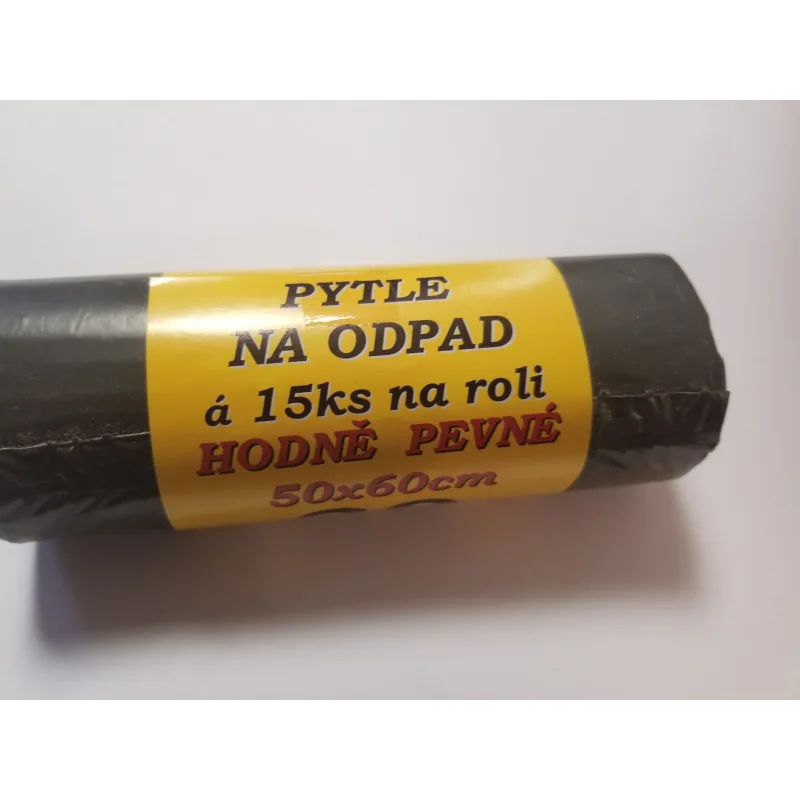 PYTLE
NA ODPAD
á 15ks na roli
HODNĚ PEVNÉ
50x60cm